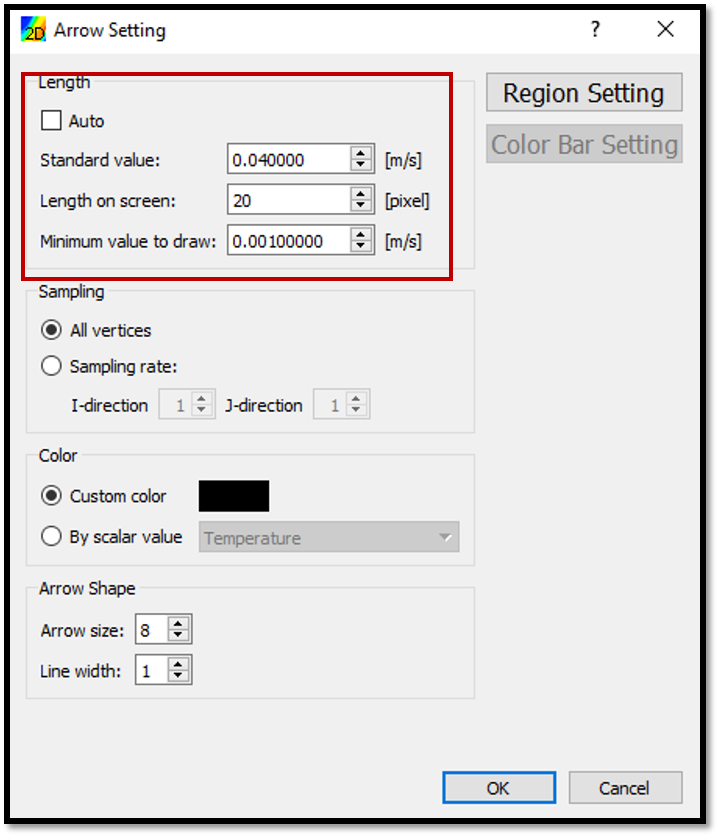 2D Arrow Setting ?
Length
Region Setting
Auto
Color Bar Setting
Standard value: 0.040000 [m/s]
Length on screen: 20 [pixel]
Minimum value to draw: 0.00100000 [m/s]
Sampling
All vertices
Sampling rate:
I-direction 1 J-direction 1
Color
Custom color
By scalar value Temperature
Arrow Shape
Arrow size: 8
Line width: 1
OK Cancel